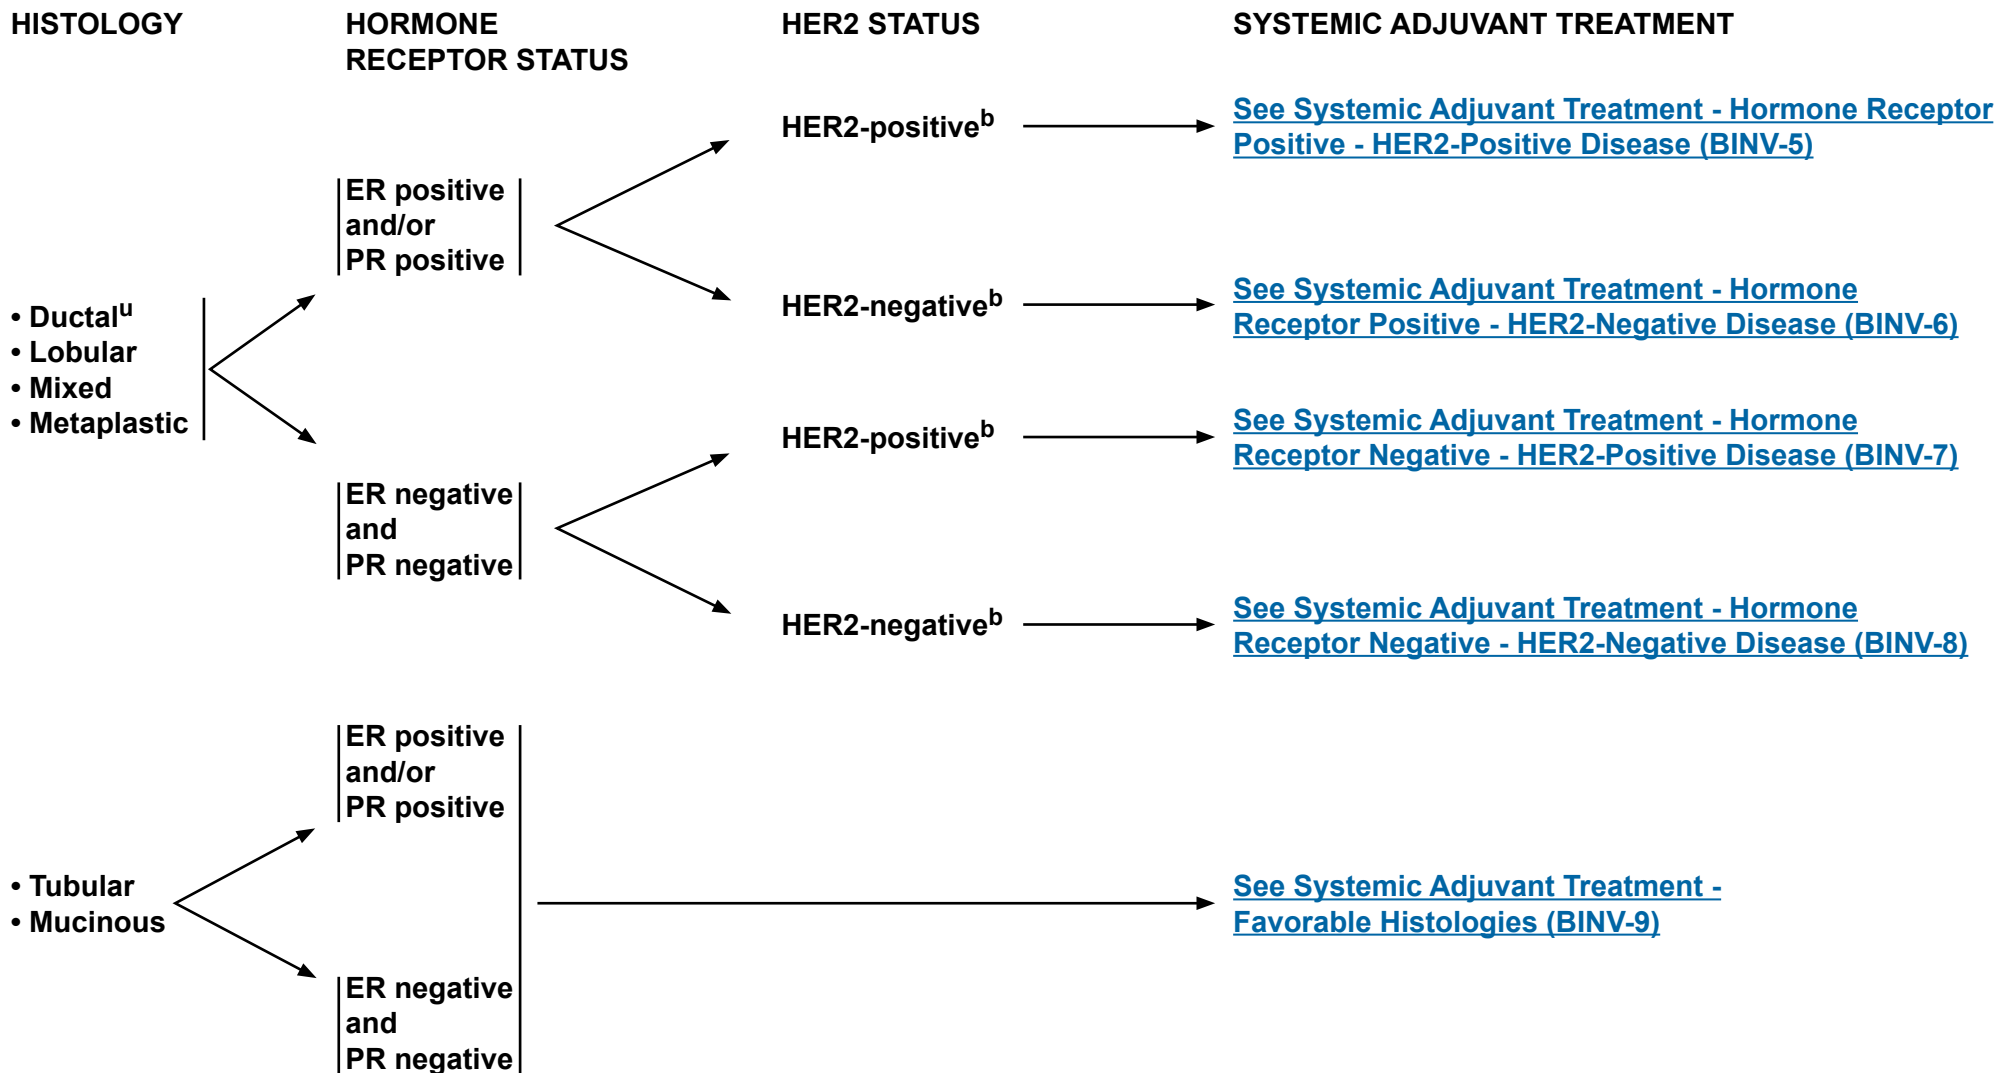 HISTOLOGY
HORMONE
RECEPTOR STATUS
HER2 STATUS
SYSTEMIC ADJUVANT TREATMENT
• Ductalᵘ
• Lobular
• Mixed
• Metaplastic
ER positive
and/or
PR positive
HER2-positiveᵇ
See Systemic Adjuvant Treatment - Hormone Receptor
Positive - HER2-Positive Disease (BINV-5)
HER2-negativeᵇ
See Systemic Adjuvant Treatment - Hormone
Receptor Positive - HER2-Negative Disease (BINV-6)
ER negative
and
PR negative
HER2-positiveᵇ
See Systemic Adjuvant Treatment - Hormone
Receptor Negative - HER2-Positive Disease (BINV-7)
HER2-negativeᵇ
See Systemic Adjuvant Treatment - Hormone
Receptor Negative - HER2-Negative Disease (BINV-8)
• Tubular
• Mucinous
ER positive
and/or
PR positive
ER negative
and
PR negative
See Systemic Adjuvant Treatment -
Favorable Histologies (BINV-9)